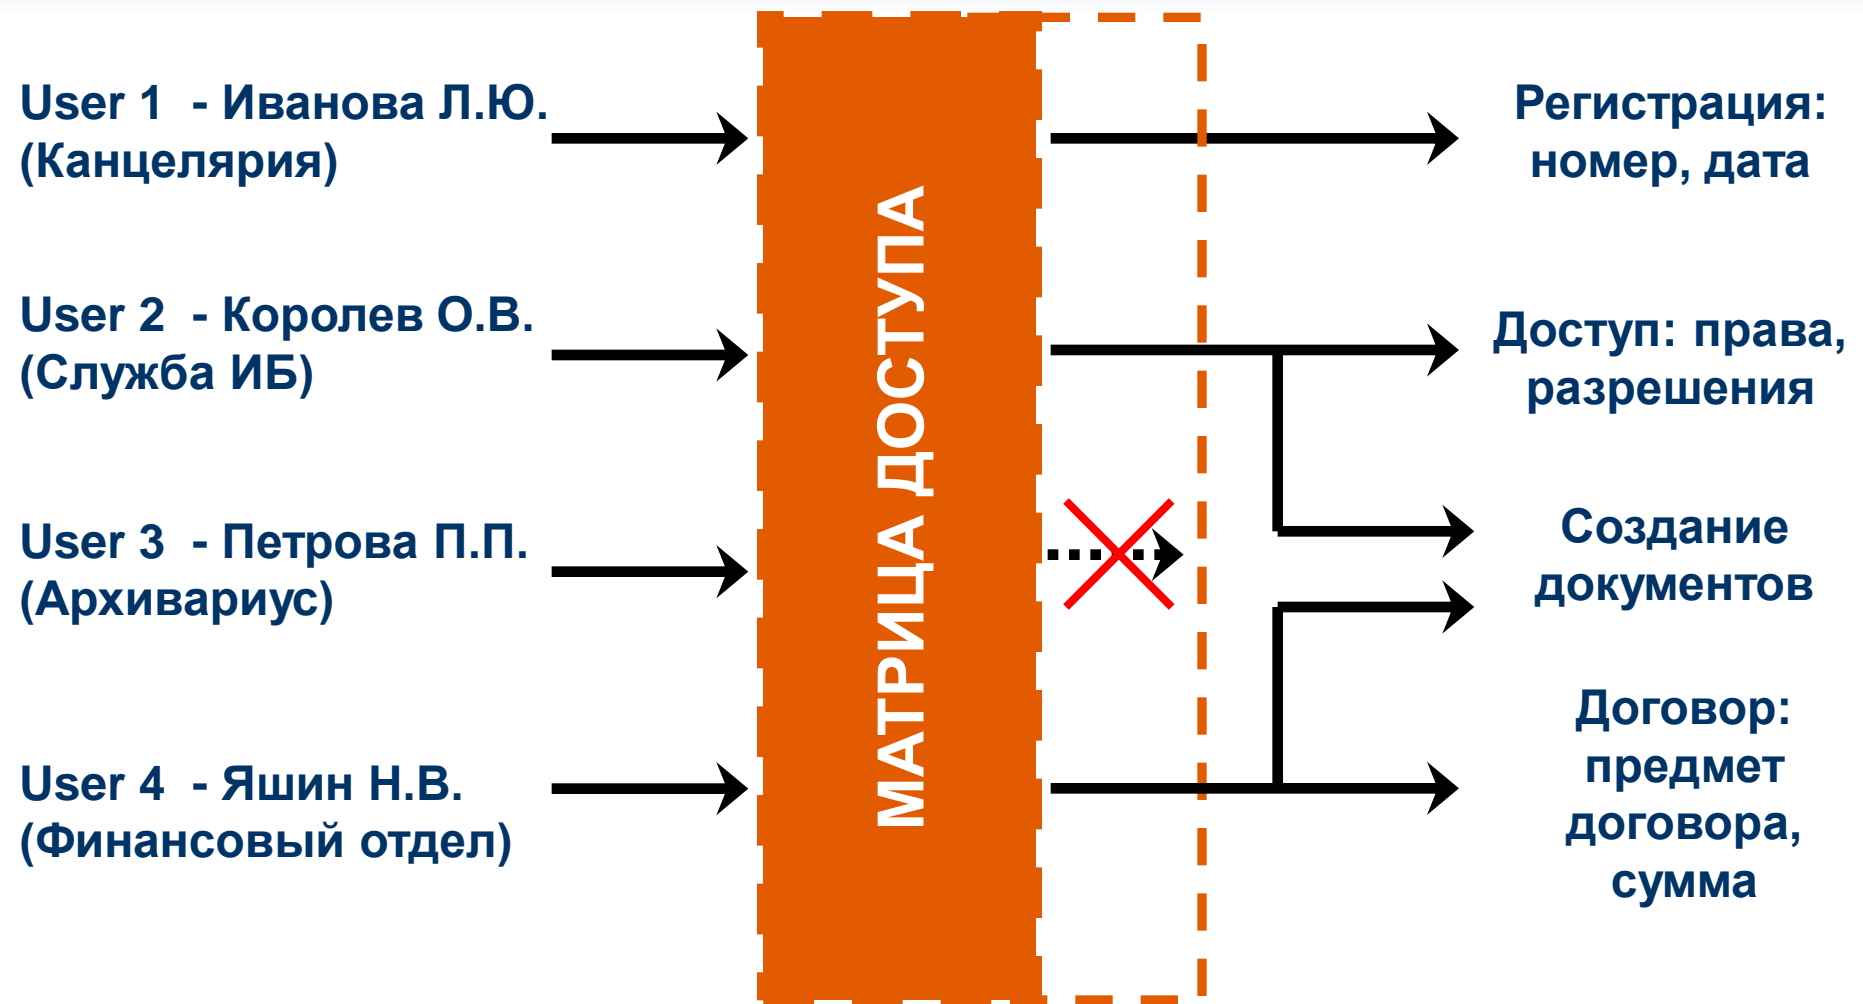 User 1  - Иванова Л.Ю.
(Канцелярия)
User 2  - Королев О.В.
(Служба ИБ)
User 3  - Петрова П.П.
(Архивариус)
User 4  - Яшин Н.В.
(Финансовый отдел)
МАТРИЦА ДОСТУПА
Регистрация:
номер, дата
Доступ: права,
разрешения
Создание
документов
Договор:
предмет
договора,
сумма